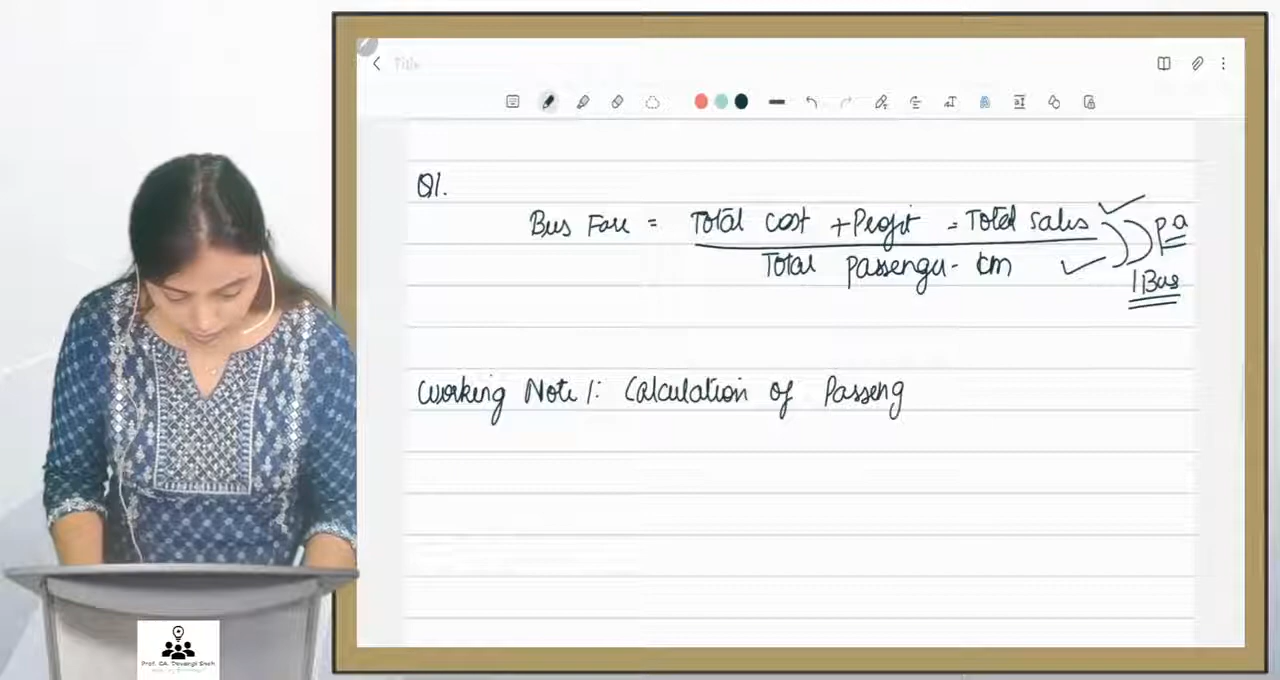 Title
Q1.
Bus Fare = Total cost + Profit = Total sales
Total Passenger - km
p.a
1 Bus
Working Note 1: Calculation of Passeng
Prof. CA. Devangi Shah